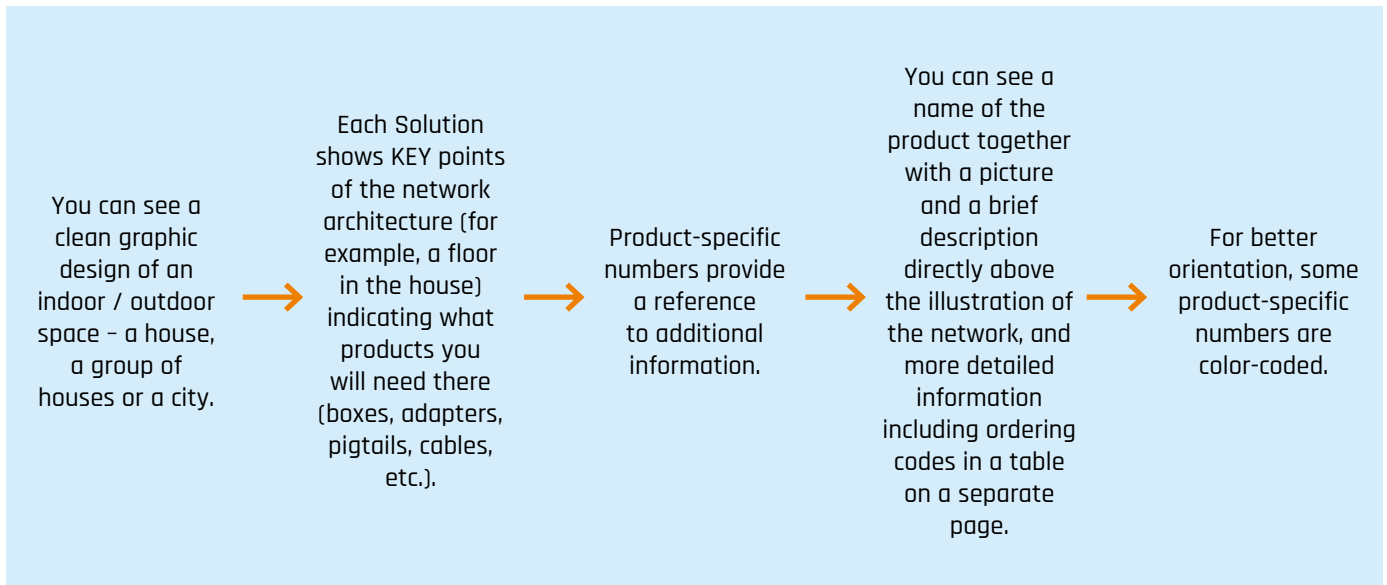 You can see a
clean graphic
design of an
indoor / outdoor
space – a house,
a group of
houses or a city.
Each Solution
shows KEY points
of the network
architecture (for
example, a floor
in the house)
indicating what
products you
will need there
(boxes, adapters,
pigtails, cables,
etc.).
Product-specific
numbers provide
a reference
to additional
information.
You can see a
name of the
product together
with a picture
and a brief
description
directly above
the illustration of
the network, and
more detailed
information
including ordering
codes in a table
on a separate
page.
For better
orientation, some
product-specific
numbers are
color-coded.